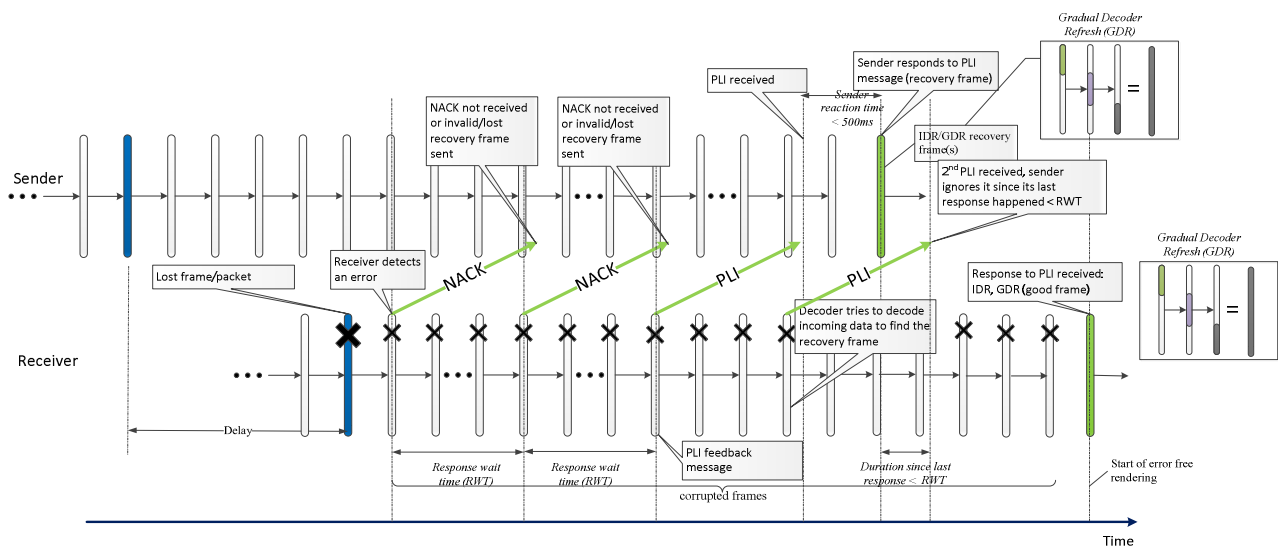 Gradual Decoder
Refresh (GDR)
=
PLI received
Sender responds to PLI
message (recovery frame)
Sender
reaction time
< 500ms
NACK not received
or invalid/lost
recovery frame
sent
NACK not received
or invalid/lost
recovery frame
sent
IDR/GDR recovery
frame(s)
2nd PLI received, sender
ignores it since its last
response happened < RWT
Sender
Lost frame/packet
Receiver detects
an error
NACK
NACK
PLI
PLI
Response to PLI received:
IDR, GDR (good frame)
Gradual Decoder
Refresh (GDR)
=
Decoder tries to decode
incoming data to find the
recovery frame
Receiver
Delay
PLI feedback
message
Response wait
time (RWT)
Response wait
time (RWT)
Duration since last
response < RWT
Start of error free
rendering
corrupted frames
Time